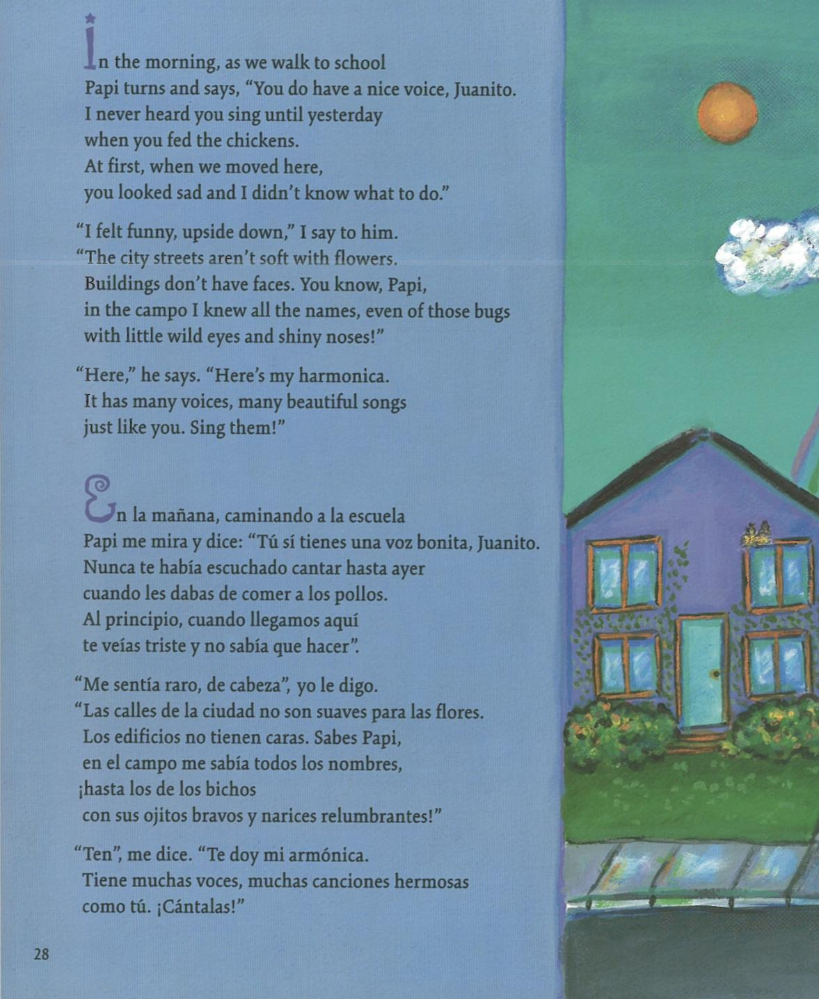 In the morning, as we walk to school
Papi turns and says, “You do have a nice voice, Juanito.
I never heard you sing until yesterday
when you fed the chickens.
At first, when we moved here,
you looked sad and I didn’t know what to do.”
“I felt funny, upside down,” I say to him.
“The city streets aren’t soft with flowers.
Buildings don’t have faces. You know, Papi,
in the campo I knew all the names, even of those bugs
with little wild eyes and shiny noses!”
“Here,” he says. “Here’s my harmonica.
It has many voices, many beautiful songs
just like you. Sing them!”
En la mañana, caminando a la escuela
Papi me mira y dice: “Tú sí tienes una voz bonita, Juanito.
Nunca te había escuchado cantar hasta ayer
cuando les dabas de comer a los pollos.
Al principio, cuando llegamos aquí
te veías triste y no sabía que hacer”.
“Me sentía raro, de cabeza”, yo le digo.
“Las calles de la ciudad no son suaves para las flores.
Los edificios no tienen caras. Sabes Papi,
en el campo me sabía todos los nombres,
¡hasta los de los bichos
con sus ojitos bravos y narices relumbrantes!”
“Ten”, me dice. “Te doy mi armónica.
Tiene muchas voces, muchas canciones hermosas
como tú. ¡Cántalas!”
28